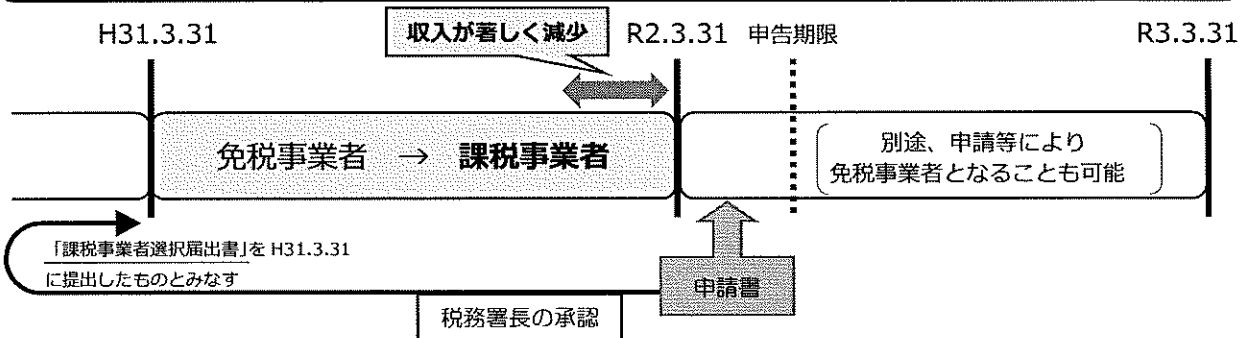 H31.3.31
収入が著しく減少
R2.3.31
申告期限
R3.3.31
免税事業者 → 課税事業者
別途、申請等により
免税事業者となることも可能
「課税事業者選択届出書」を H31.3.31
に提出したものとみなす
申請書
税務署長の承認